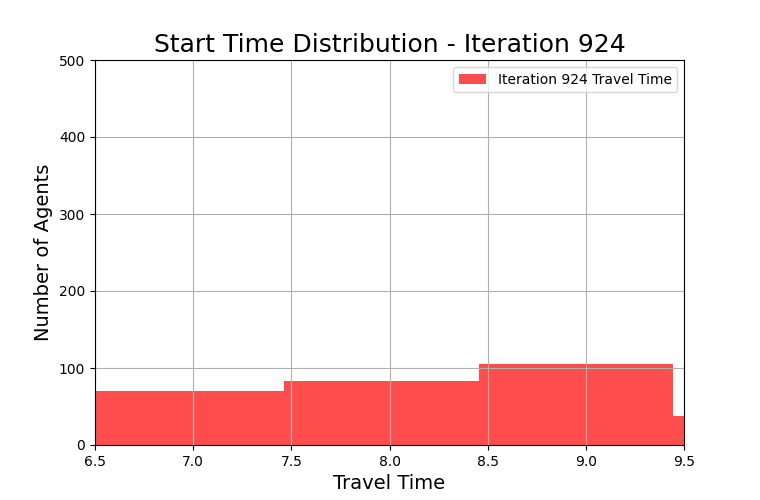 Start Time Distribution - Iteration 924
Iteration 924 Travel Time
Number of Agents
500
400
300
200
100
0
6.5 7.0 7.5 8.0 8.5 9.0 9.5
Travel Time